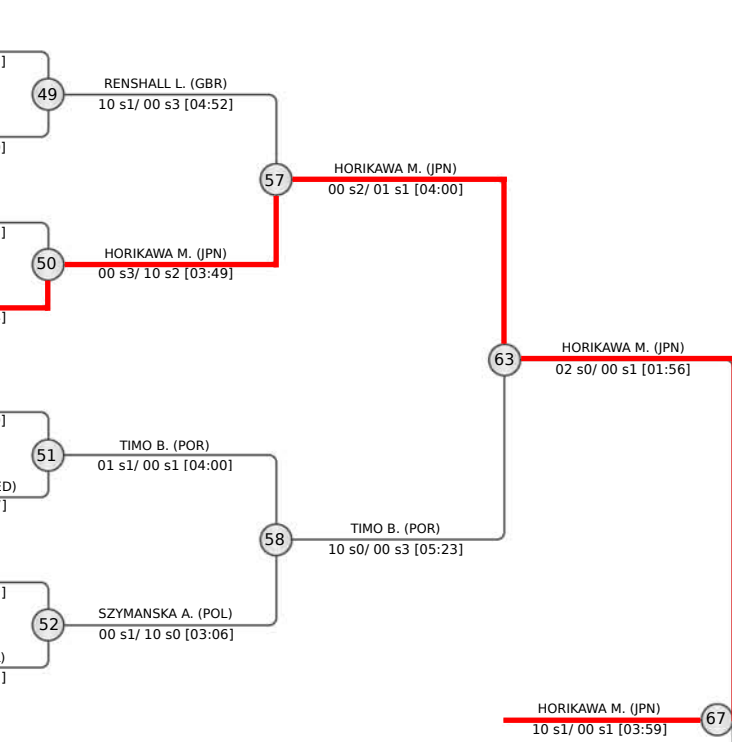 ]
49
RENSHALL L. (GBR)
10 s1/ 00 s3 [04:52]
]
57
HORIKAWA M. (JPN)
00 s2/ 01 s1 [04:00]
]
50
HORIKAWA M. (JPN)
00 s3/ 10 s2 [03:49]
]
63
HORIKAWA M. (JPN)
02 s0/ 00 s1 [01:56]
]
51
TIMO B. (POR)
01 s1/ 00 s1 [04:00]
ED)
]
58
TIMO B. (POR)
10 s0/ 00 s3 [05:23]
]
52
SZYMANSKA A. (POL)
00 s1/ 10 s0 [03:06]
)
]
HORIKAWA M. (JPN)
10 s1/ 00 s1 [03:59]
67